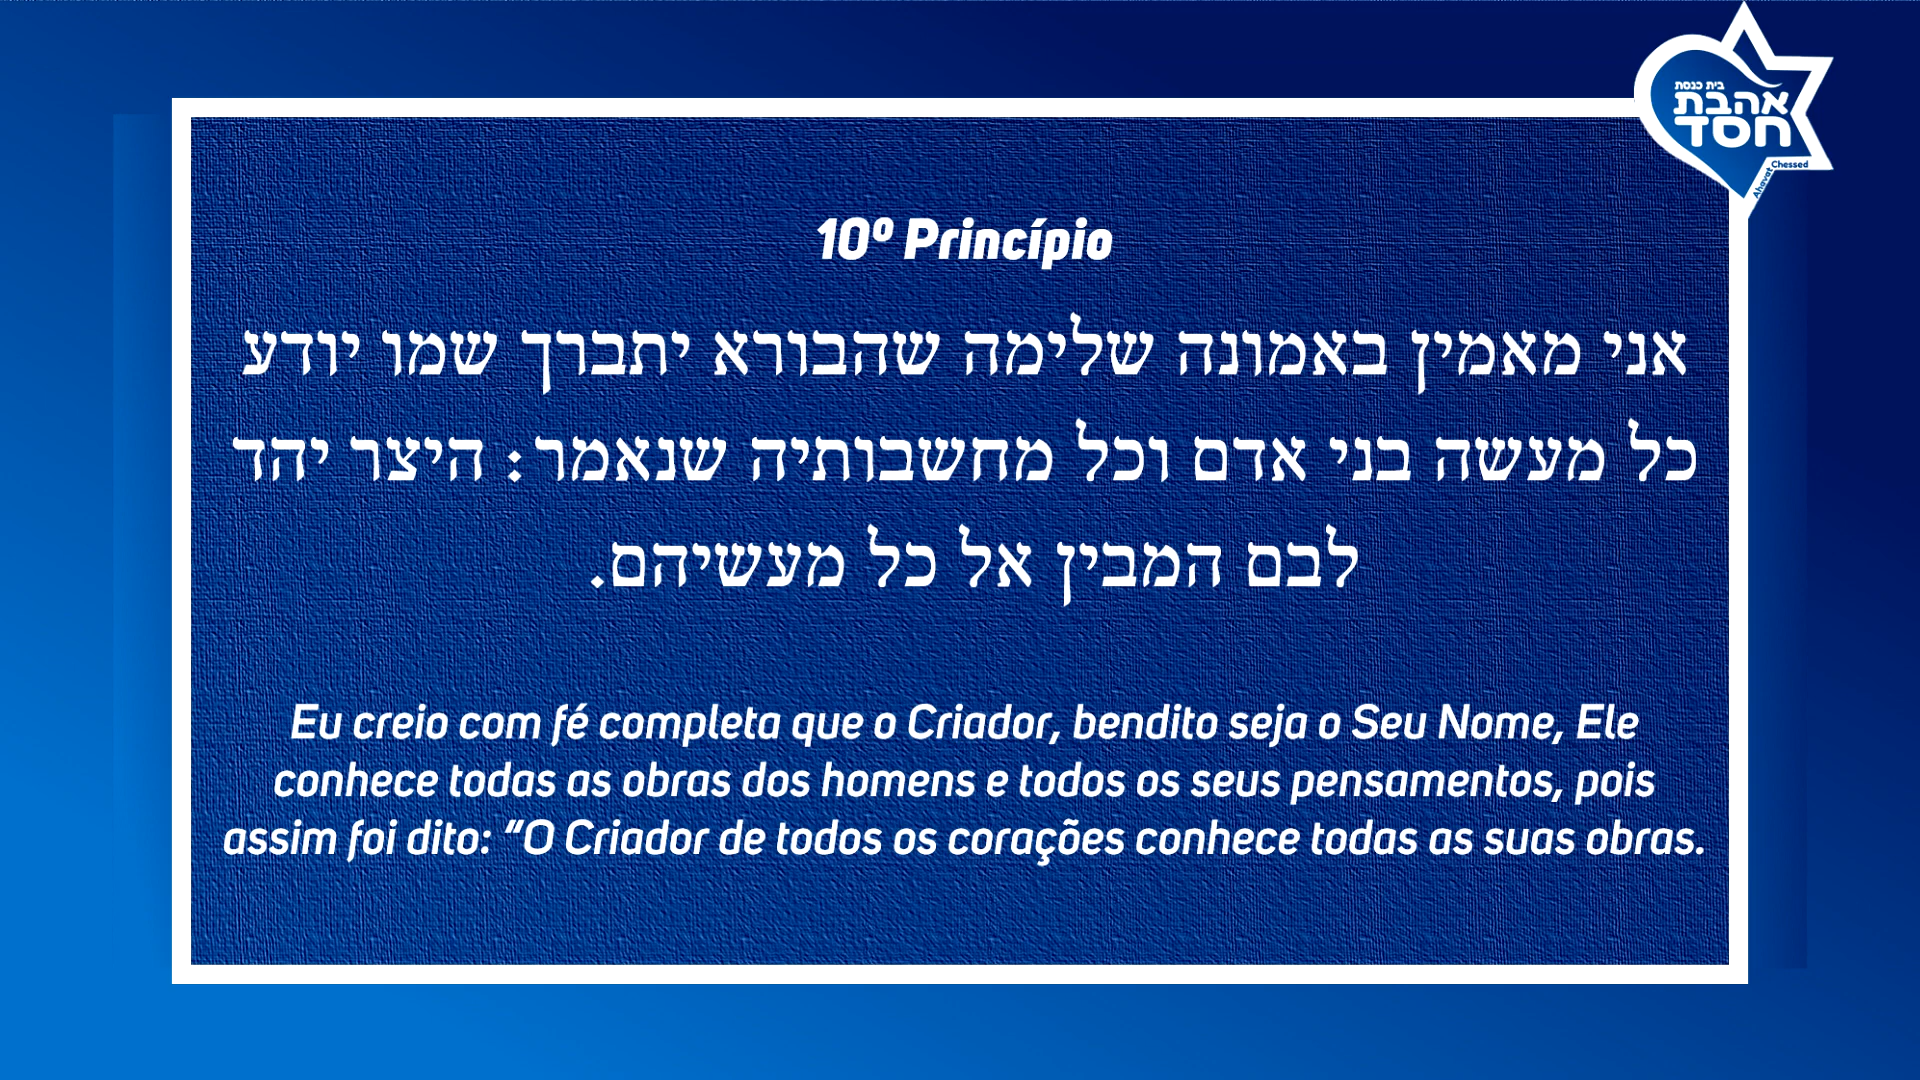 בית כנסת
אהבת
חסד
Ahavat Chessed
10º Princípio
אני מאמין באמונה שלימה שהבורא יתברך שמו יודע
כל מעשה בני אדם וכל מחשבותיה שנאמר: היצר יהד
לבם המבין אל כל מעשיהם.
Eu creio com fé completa que o Criador, bendito seja o Seu Nome, Ele
conhece todas as obras dos homens e todos os seus pensamentos, pois
assim foi dito: “O Criador de todos os corações conhece todas as suas obras.